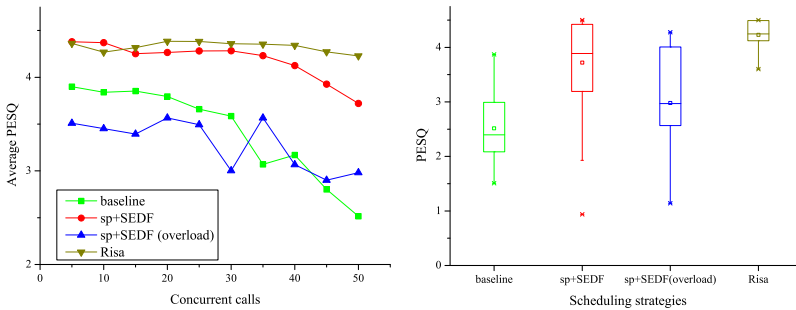 4
3
2
Average PESQ
0
10
20
30
40
50
Concurrent calls
baseline
sp+SEDF
sp+SEDF (overload)
Risa
4
3
2
1
0
PESQ
baseline
sp+SEDF
sp+SEDF(overload)
Risa
Scheduling strategies